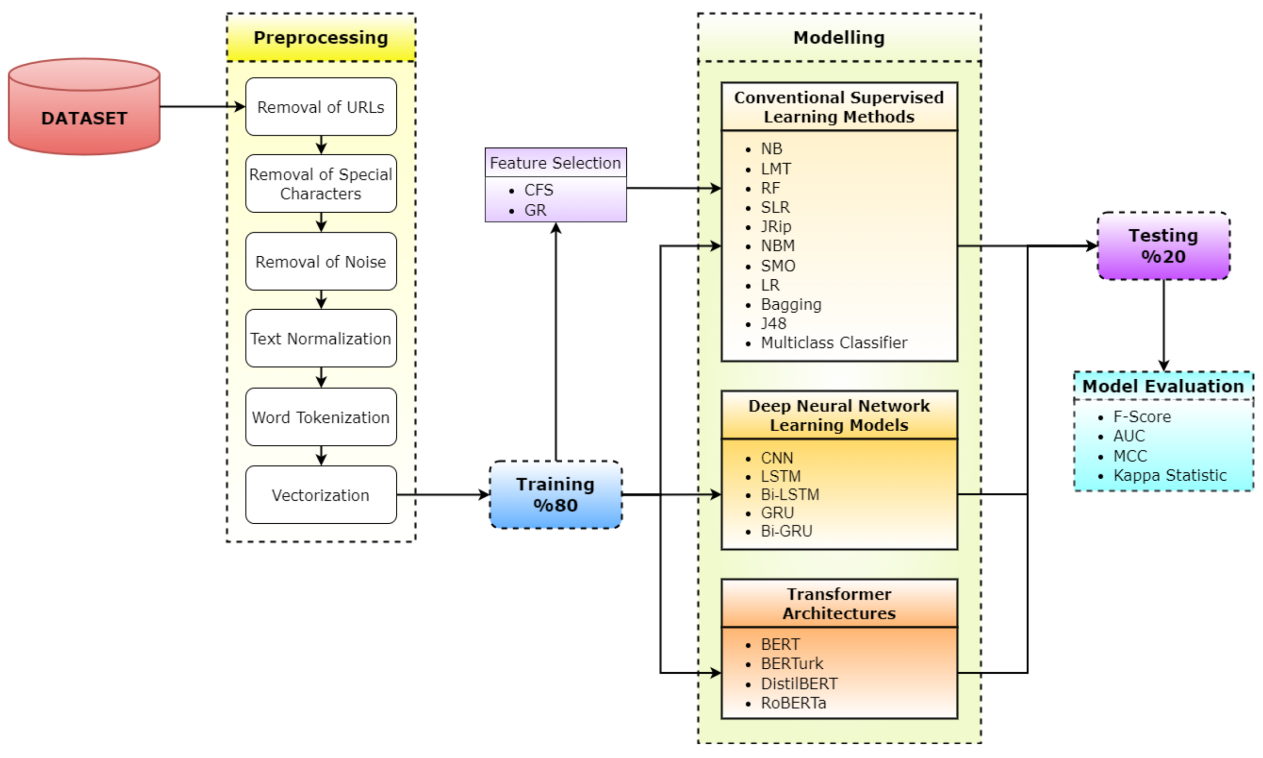 DATASET
Preprocessing
Removal of URLs
Removal of Special
Characters
Removal of Noise
Text Normalization
Word Tokenization
Vectorization
Training
%80
Feature Selection
• CFS
• GR
Modelling
Conventional Supervised
Learning Methods
• NB
• LMT
• RF
• SLR
• JRip
• NBM
• SMO
• LR
• Bagging
• J48
• Multiclass Classifier
Deep Neural Network
Learning Models
• CNN
• LSTM
• Bi-LSTM
• GRU
• Bi-GRU
Transformer
Architectures
• BERT
• BERTurk
• DistilBERT
• RoBERTa
Testing
%20
Model Evaluation
• F-Score
• AUC
• MCC
• Kappa Statistic